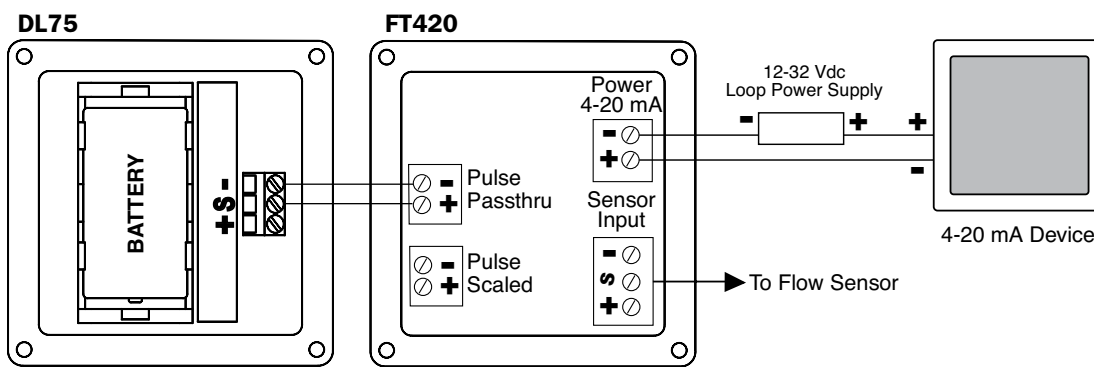 DL75
BATTERY
+S-
FT420
- Pulse
+ Passthru
- Pulse
+ Scaled
Power
4-20 mA
-
+
Sensor
Input
-
S
+
12-32 Vdc
Loop Power Supply
- +
+
-
4-20 mA Device
To Flow Sensor